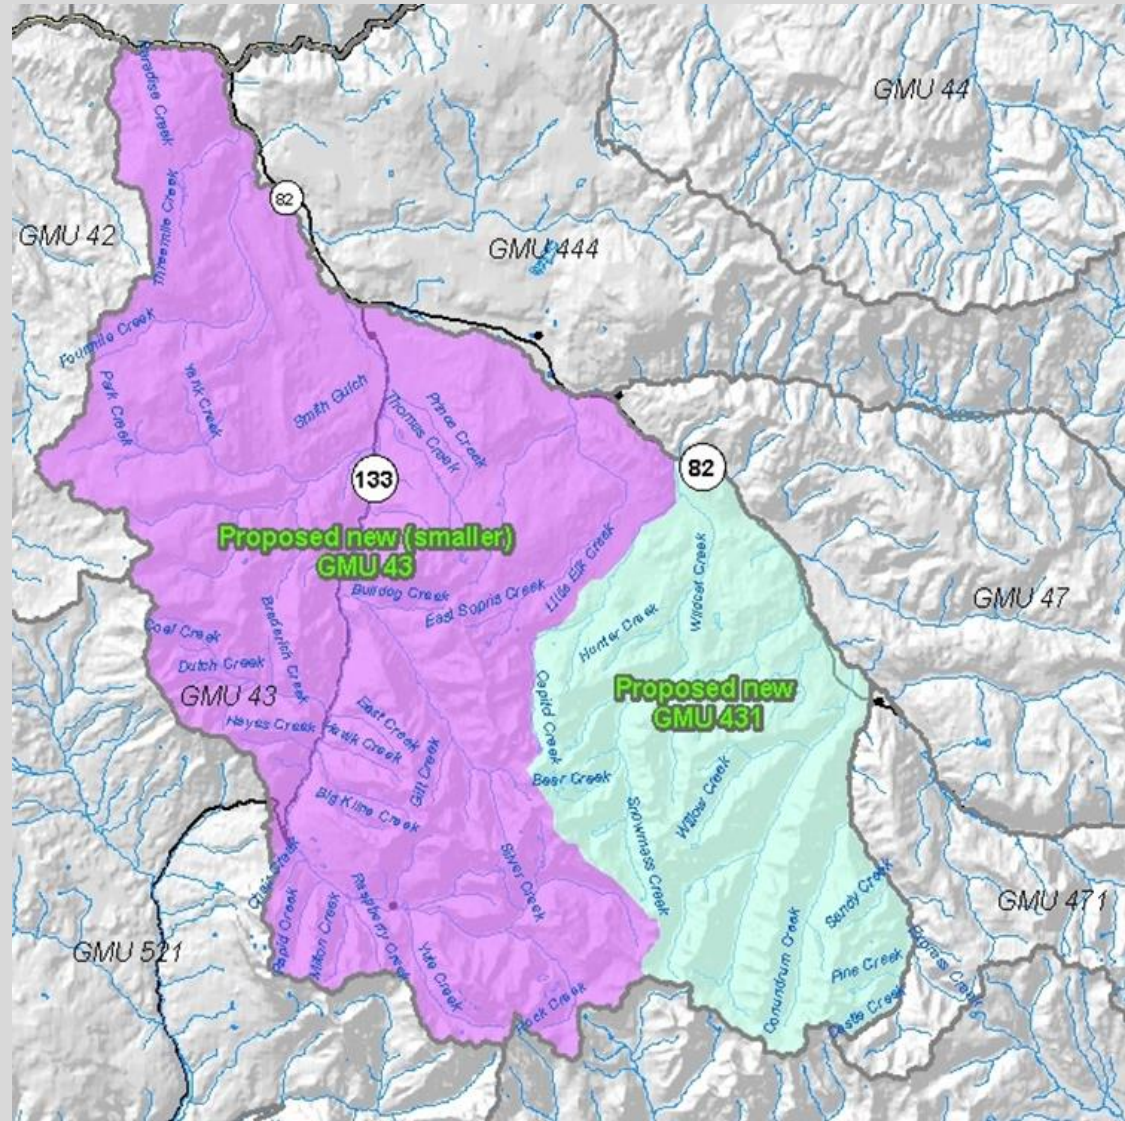 Paradise Creek
GMU 44
82
Threemile Creek
GMU 42
GMU 444
Fourmile Creek
Park Creek
Yank Creek
Smith Gulch
Thomas Creek
Prince Creek
133
82
Proposed new (smaller)
GMU 43
Little Elk Creek
Wildcat Creek
Bulldog Creek
East Sopris Creek
GMU 47
Hunter Creek
Coal Creek
Braderich Creek
Dutch Creek
GMU 43
Capitol Creek
Proposed new
GMU 431
Hayes Creek
Hawk Creek
East Creek
Gift Creek
Bear Creek
Big Kline Creek
Snowmass Creek
Willow Creek
Silver Creek
Rapid Creek
Milton Creek
Raspberry Creek
Yule Creek
Rock Creek
Sandy Creek
GMU 471
GMU 521
Conundrum Creek
Pine Creek
Castle Creek
Express Creek